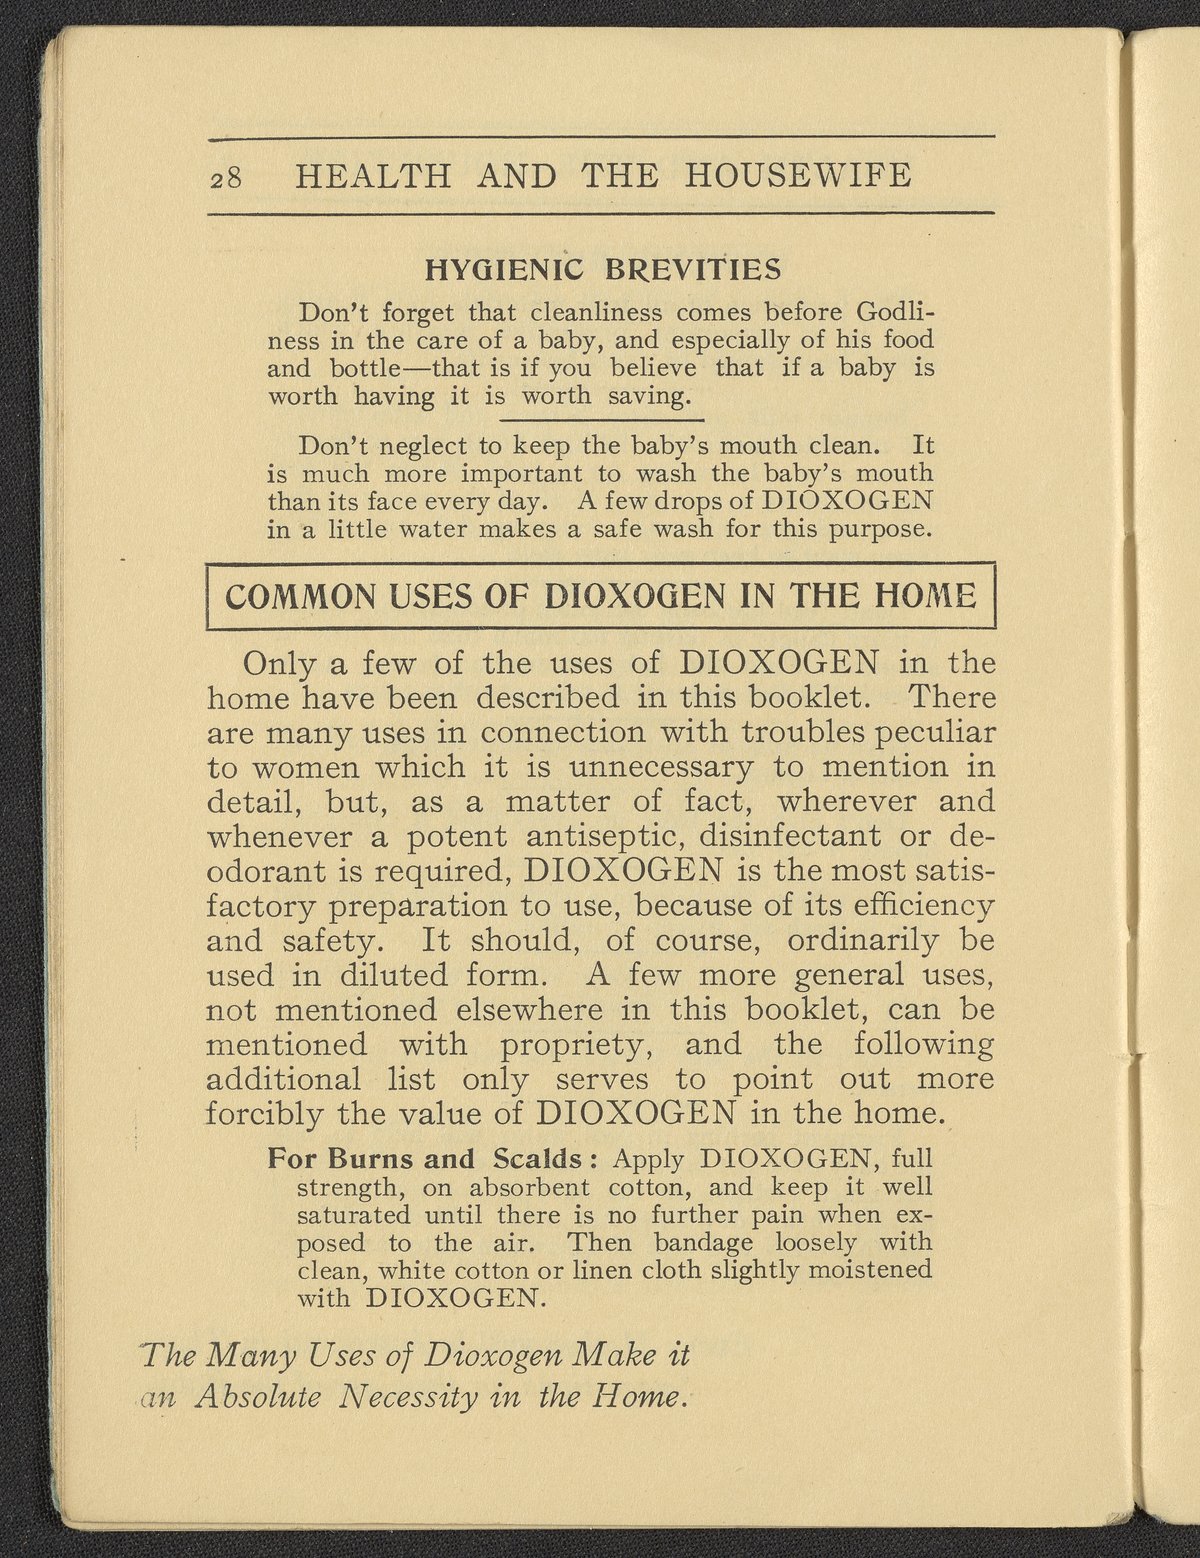 28 HEALTH AND THE HOUSEWIFE
HYGIENIC BREVITIES
Don't forget that cleanliness comes before Godli-
ness in the care of a baby, and especially of his food
and bottle—that is if you believe that if a baby is
worth having it is worth saving.
Don't neglect to keep the baby's mouth clean. It
is much more important to wash the baby's mouth
than its face every day. A few drops of DIOXOGEN
in a little water makes a safe wash for this purpose.
COMMON USES OF DIOXOGEN IN THE HOME
Only a few of the uses of DIOXOGEN in the
home have been described in this booklet. There
are many uses in connection with troubles peculiar
to women which it is unnecessary to mention in
detail, but, as a matter of fact, wherever and
whenever a potent antiseptic, disinfectant or de-
odorant is required, DIOXOGEN is the most satis-
factory preparation to use, because of its efficiency
and safety. It should, of course, ordinarily be
used in diluted form. A few more general uses,
not mentioned elsewhere in this booklet, can be
mentioned with propriety, and the following
additional list only serves to point out more
forcibly the value of DIOXOGEN in the home.
For Burns and Scalds: Apply DIOXOGEN, full
strength, on absorbent cotton, and keep it well
saturated until there is no further pain when ex-
posed to the air. Then bandage loosely with
clean, white cotton or linen cloth slightly moistened
with DIOXOGEN.
The Many Uses of Dioxogen Make it
an Absolute Necessity in the Home.